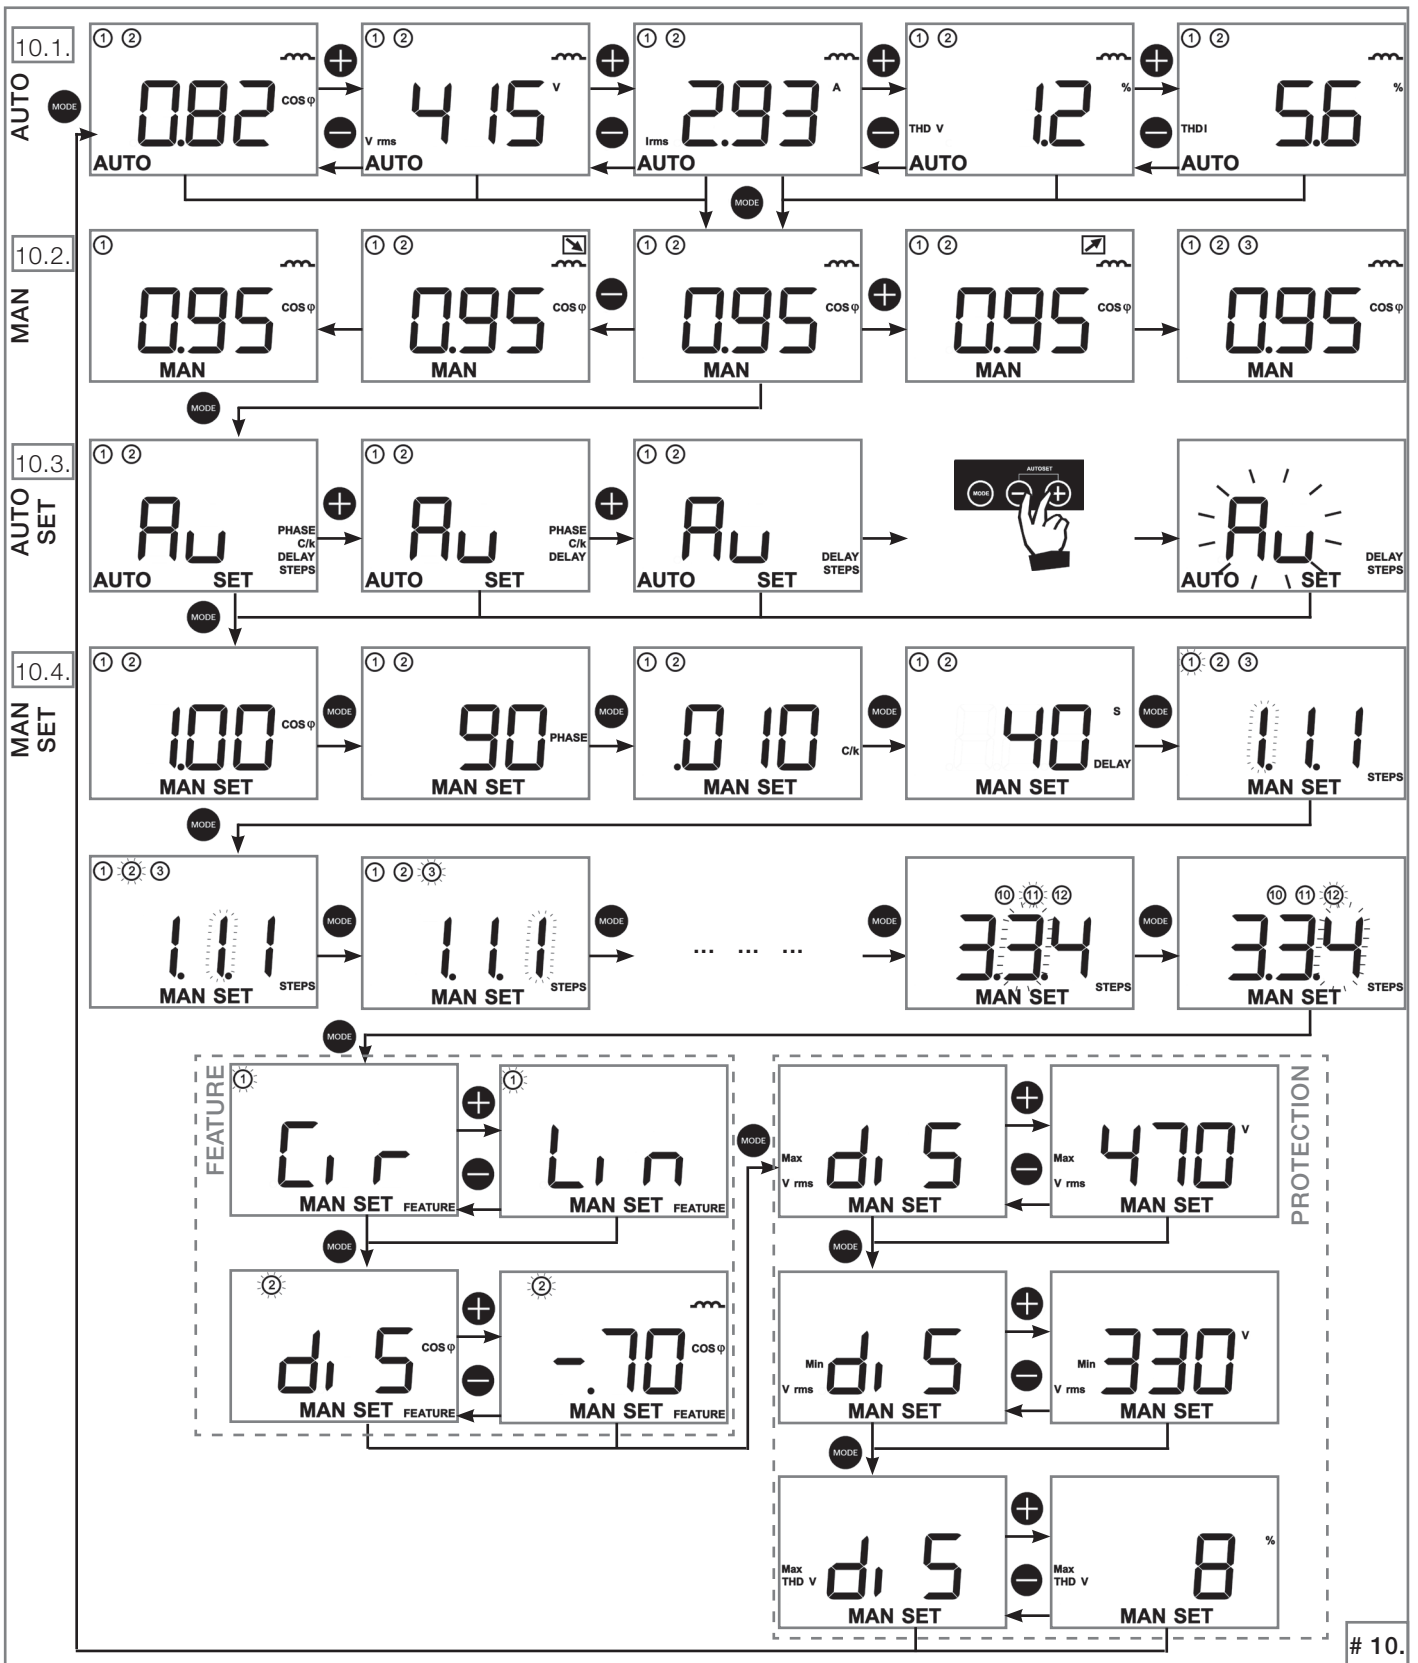 10.1.
AUTO
MODE
① ②
0.82 COS φ
AUTO
① ②
415 V
V rms
AUTO
① ②
2.93 A
Irms
AUTO
① ②
1.2 %
THD V
AUTO
① ②
5.6 %
THDI
AUTO
MODE
10.2.
MAN
①
0.95 COS φ
MAN
① ②
0.95 COS φ
MAN
① ②
0.95 COS φ
MAN
① ②
0.95 COS φ
MAN
① ② ③
0.95 COS φ
MAN
MODE
10.3.
AUTO SET
① ②
Au
PHASE
C/k
DELAY
STEPS
AUTO SET
① ②
Au
PHASE
C/k
DELAY
AUTO SET
① ②
Au
DELAY
STEPS
AUTO SET
AUTOSET
MODE − +
Au
DELAY
STEPS
AUTO SET
MODE
10.4.
MAN SET
① ②
1.00 COS φ
MAN SET
MODE
① ②
90 PHASE
MAN SET
MODE
① ②
.010 C/k
MAN SET
MODE
① ②
40 S
DELAY
MAN SET
MODE
① ② ③
1.1.1
STEPS
MAN SET
MODE
① ② ③
1.1.1
STEPS
MAN SET
MODE
① ② ③
1.1.1
STEPS
MAN SET
MODE
... ... ...
MODE
⑩ ⑪ ⑫
3.3.4
STEPS
MAN SET
MODE
⑩ ⑪ ⑫
3.3.4
STEPS
MAN SET
MODE
FEATURE
①
Cir
MAN SET FEATURE
①
Lin
MAN SET FEATURE
MODE
②
diS COS φ
MAN SET FEATURE
②
-.70 COS φ
MAN SET FEATURE
MODE
PROTECTION
Max
V rms
diS
MAN SET
Max
V rms
470 V
MAN SET
MODE
Min
V rms
diS
MAN SET
Min
V rms
330 V
MAN SET
MODE
Max
THD V
diS
MAN SET
Max
THD V
8 %
MAN SET
# 10.